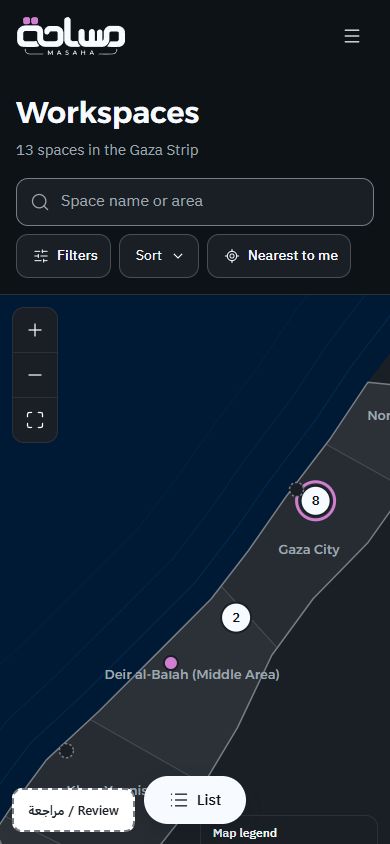 مساحة
MASAHA
Workspaces
13 spaces in the Gaza Strip
Space name or area
Filters
Sort
Nearest to me
8
Gaza City
2
Deir al-Balah (Middle Area)
مراجعة / Review
List
Map legend